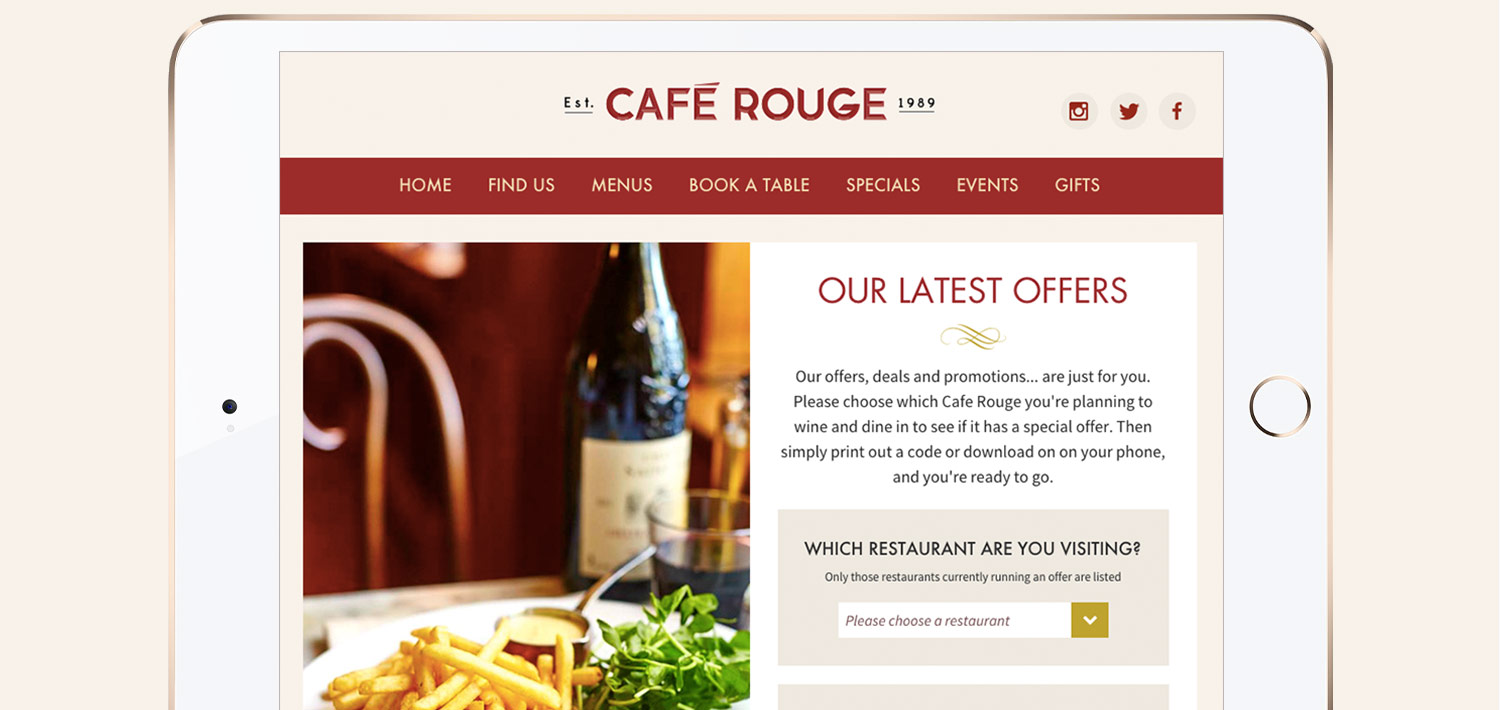 Est. CAFÉ ROUGE 1989
HOME FIND US MENUS BOOK A TABLE SPECIALS EVENTS GIFTS
OUR LATEST OFFERS
Our offers, deals and promotions... are just for you.
Please choose which Cafe Rouge you're planning to
wine and dine in to see if it has a special offer. Then
simply print out a code or download on on your phone,
and you're ready to go.
WHICH RESTAURANT ARE YOU VISITING?
Only those restaurants currently running an offer are listed
Please choose a restaurant